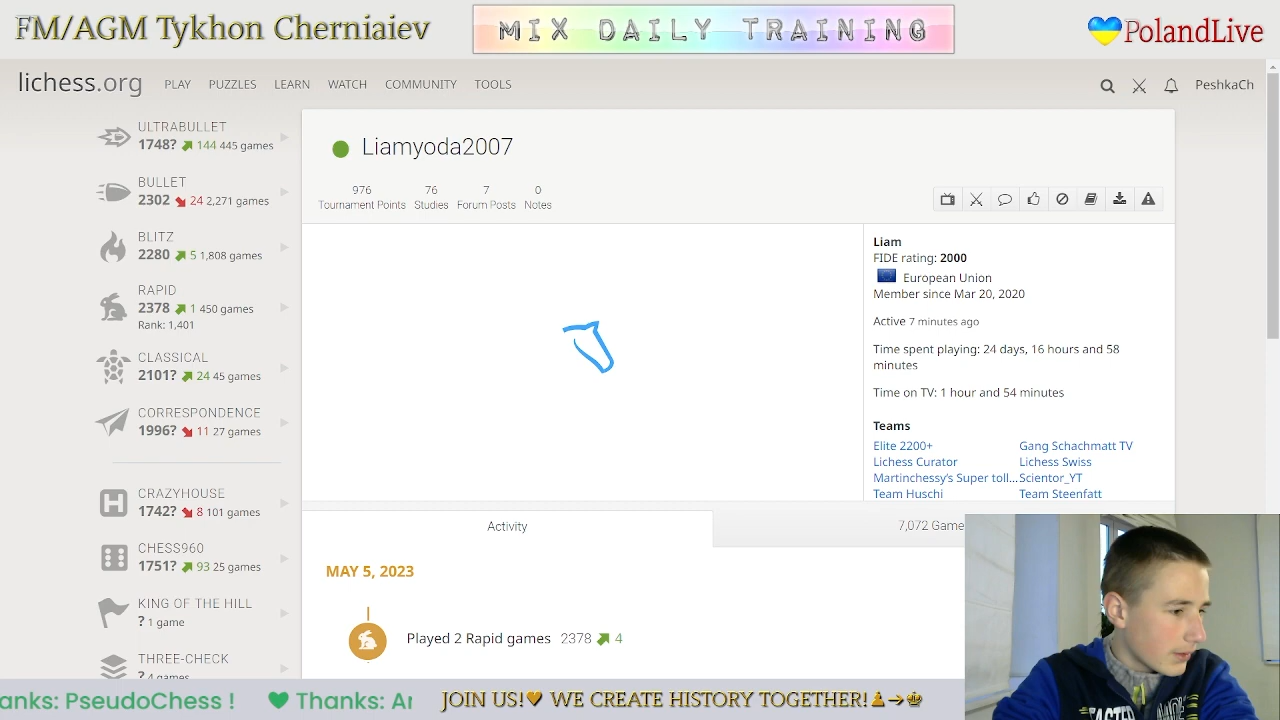 FM/AGM Tykhon Cherniaiev
MIX DAILY TRAINING
PolandLive
lichess.org PLAY PUZZLES LEARN WATCH COMMUNITY TOOLS PeshkaCh
ULTRABULLET
1748? 144 445 games
BULLET
2302 24 2,271 games
BLITZ
2280 5 1,808 games
RAPID
2378 1 450 games
Rank: 1,401
CLASSICAL
2101? 24 45 games
CORRESPONDENCE
1996? 11 27 games
CRAZYHOUSE
1742? 8 101 games
CHESS960
1751? 93 25 games
KING OF THE HILL
? 1 game
THREE-CHECK
? 4 games
Liamyoda2007
976 76 7 0
Tournament Points Studies Forum Posts Notes
Liam
FIDE rating: 2000
European Union
Member since Mar 20, 2020
Active 7 minutes ago
Time spent playing: 24 days, 16 hours and 58
minutes
Time on TV: 1 hour and 54 minutes
Teams
Elite 2200+ Gang Schachmatt TV
Lichess Curator Lichess Swiss
Martinchessy's Super toll... Scientor_YT
Team Huschi Team Steenfatt
Activity 7,072 Game
MAY 5, 2023
Played 2 Rapid games 2378 4
anks: PseudoChess ! Thanks: Ar
JOIN US!♥ WE CREATE HISTORY TOGETHER!♟→♚